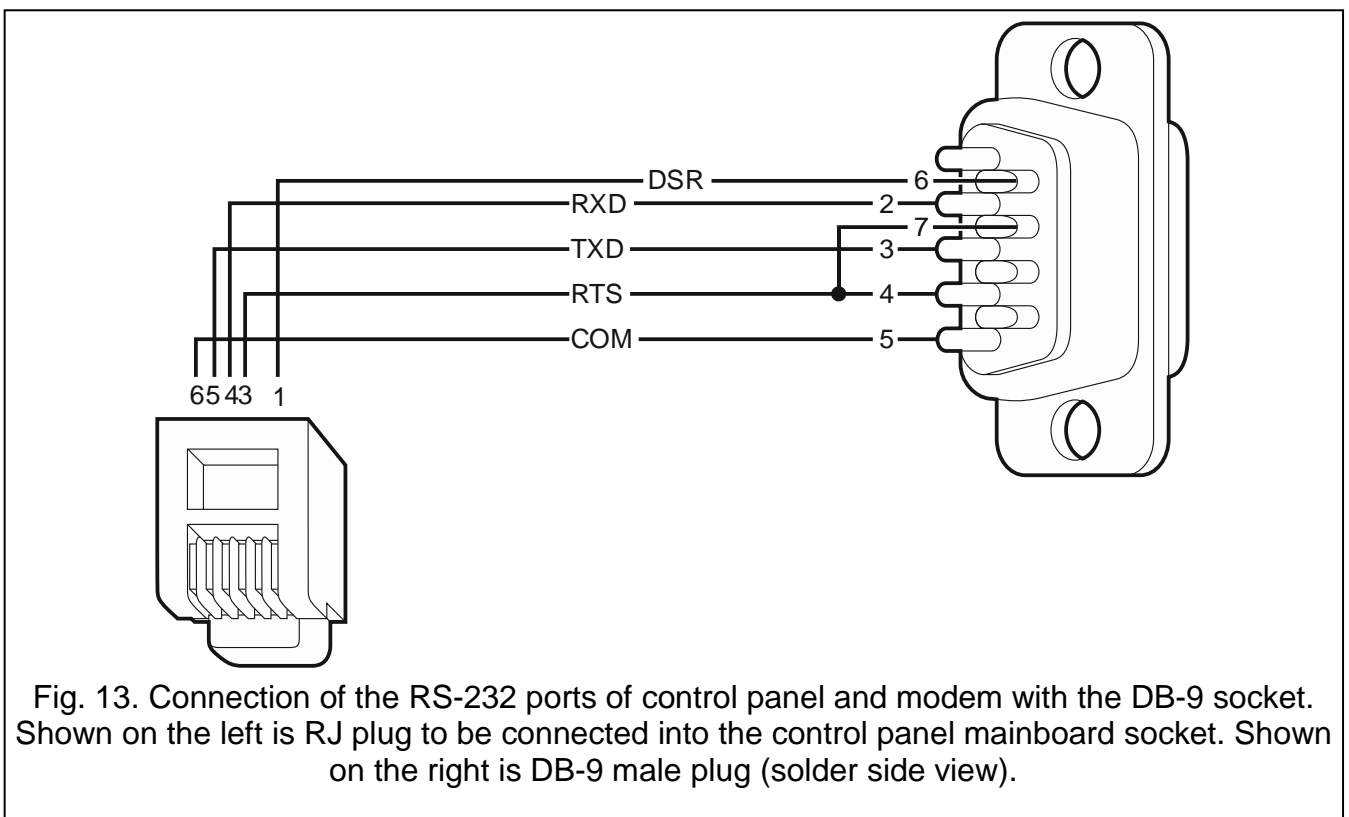 DSR 6
RXD 2
7
TXD 3
RTS 4
COM 5
6543 1
Fig. 13. Connection of the RS-232 ports of control panel and modem with the DB-9 socket.
Shown on the left is RJ plug to be connected into the control panel mainboard socket. Shown
on the right is DB-9 male plug (solder side view).